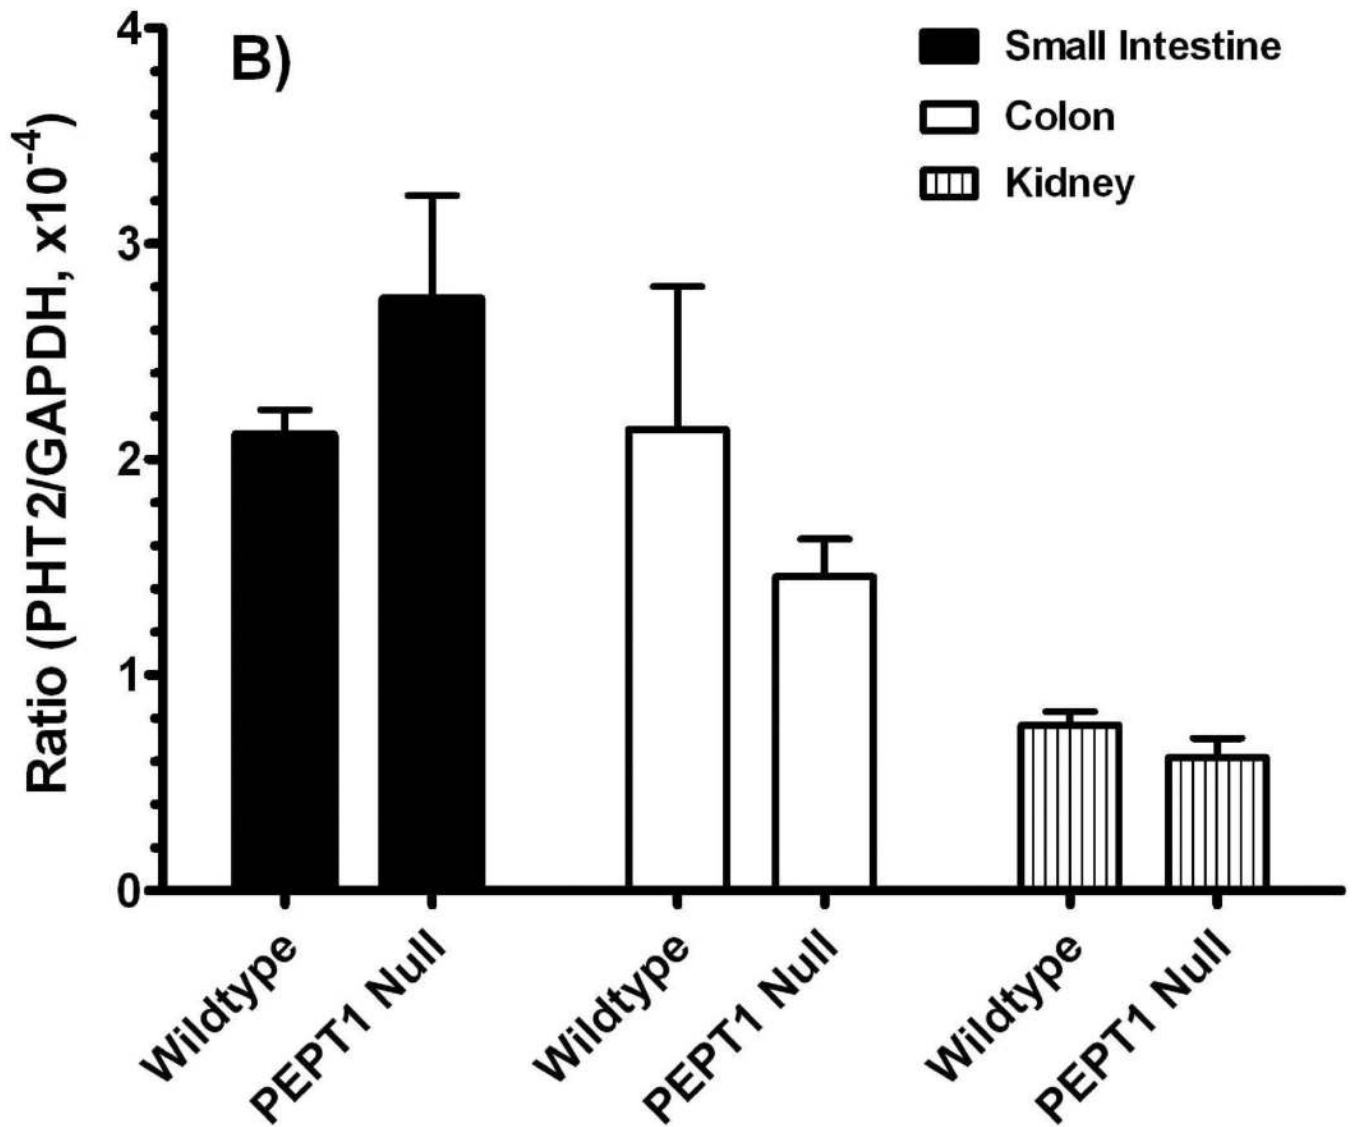 B)
Small Intestine
Colon
Kidney
Ratio (PHT2/GAPDH, x10⁻⁴)
4
3
2
1
0
Wildtype
PEPT1 Null
Wildtype
PEPT1 Null
Wildtype
PEPT1 Null